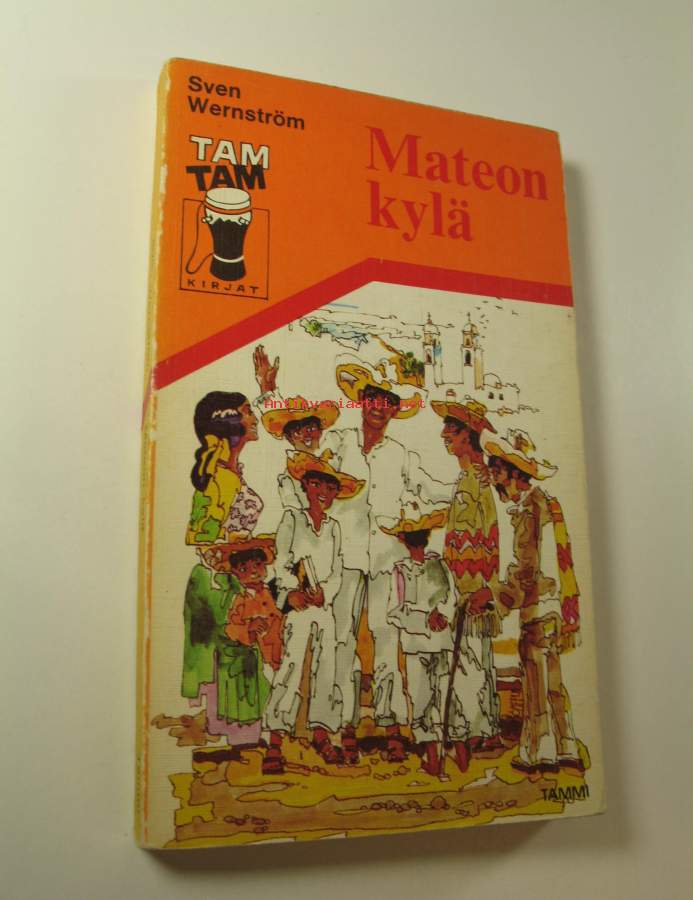 Sven
Wernström
TAM
TAM
KIRJAT
Mateon
kylä
Antikvariaatti.net
TAMMI